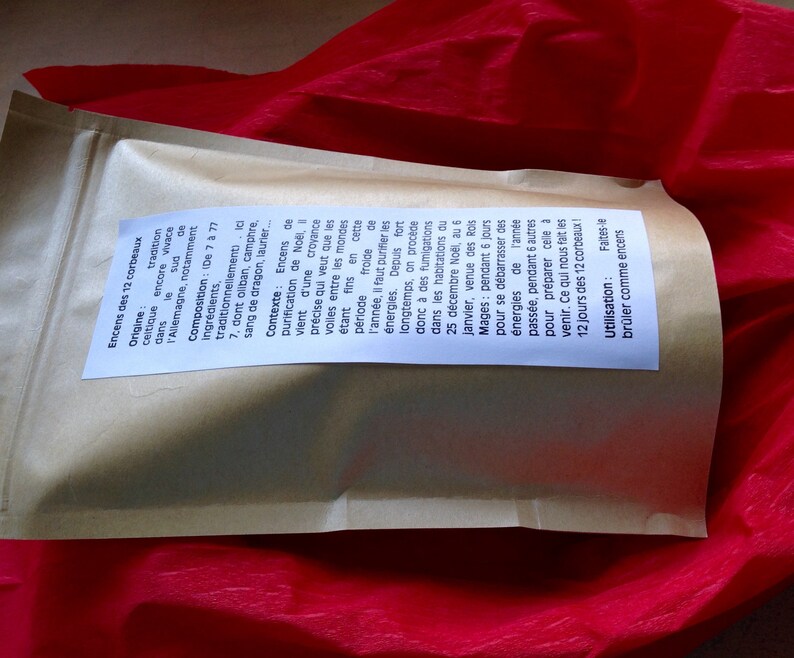 Encens des 12 corbeaux
Origine : tradition
celtique encore vivace
dans le sud de
l'Allemagne, notamment
Composition : (De 7 à 77
ingrédients,
traditionnellement) . Ici
7, dont oliban, camphre,
sang de dragon, laurier,...
Contexte : Encens de
purification de Noël, il
vient d'une croyance
précise qui veut que les
voiles entre les mondes
étant fins en cette
période froide de
l'année, il faut purifier les
énergies. Depuis fort
longtemps, on procède
donc à des fumigations
dans les habitations du
25 décembre Noël, au 6
janvier, venue des Rois
Mages : pendant 6 jours
pour se débarrasser des
énergies de l'année
passée, pendant 6 autres
pour préparer celle à
venir. Ce qui nous fait les
12 jours des 12 corbeaux !
Utilisation : Faites-le
brûler comme encens